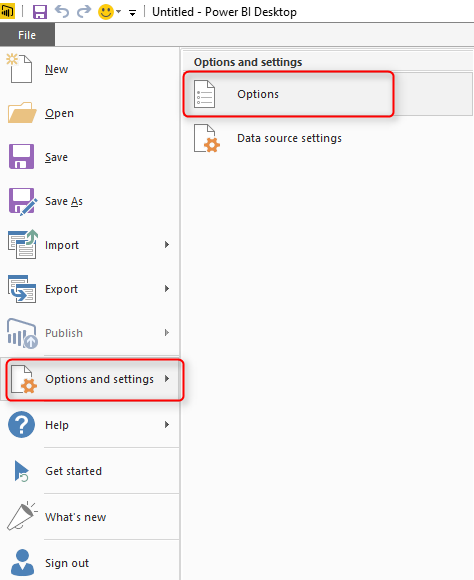 Untitled - Power BI Desktop
File
New
Open
Save
Save As
Import
Export
Publish
Options and settings
Help
Get started
What's new
Sign out
Options and settings
Options
Data source settings